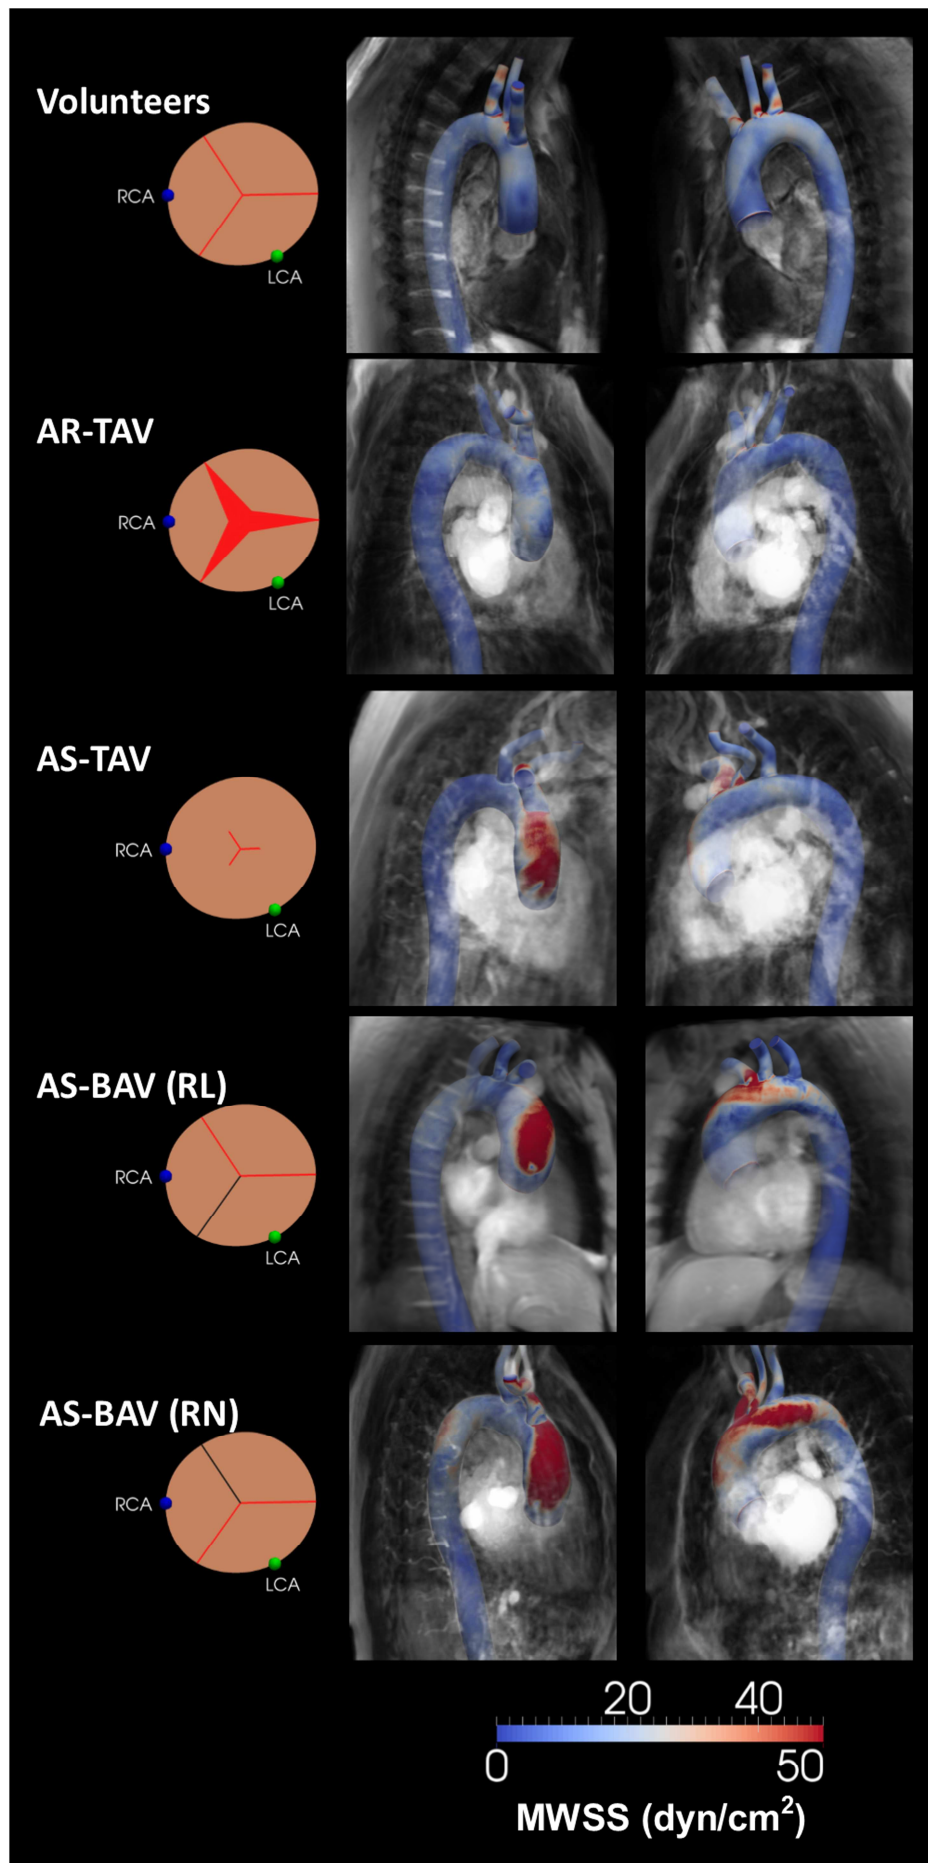 Volunteers
RCA
LCA
AR-TAV
RCA
LCA
AS-TAV
RCA
LCA
AS-BAV (RL)
RCA
LCA
AS-BAV (RN)
RCA
LCA
20 40
0 50
MWSS (dyn/cm²)